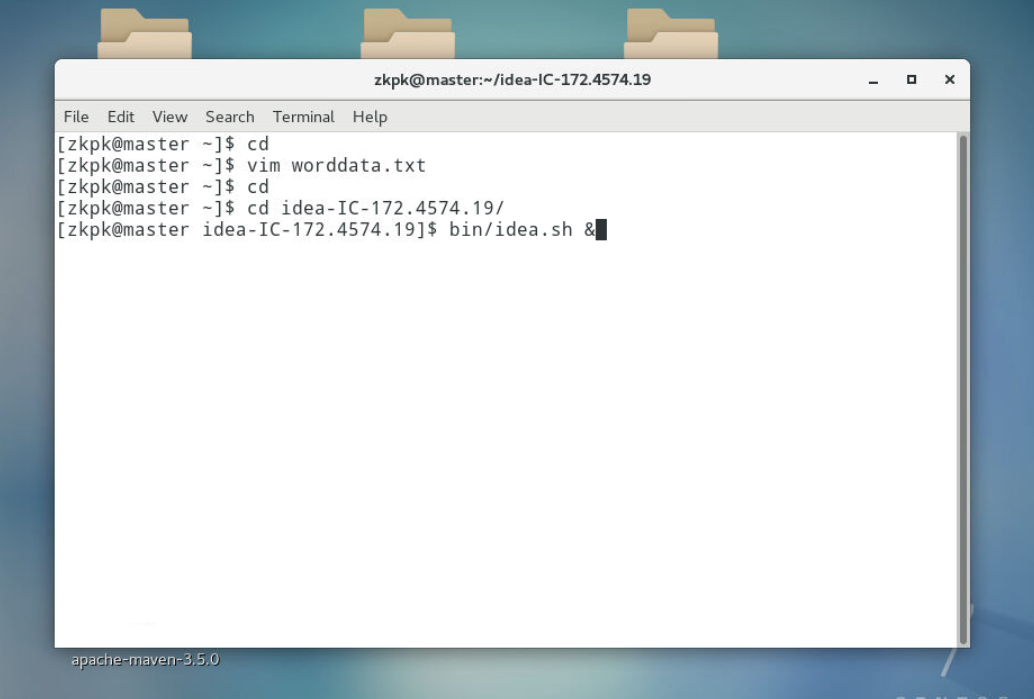 zkpk@master:~/idea-IC-172.4574.19
File Edit View Search Terminal Help
[zkpk@master ~]$ cd
[zkpk@master ~]$ vim worddata.txt
[zkpk@master ~]$ cd
[zkpk@master ~]$ cd idea-IC-172.4574.19/
[zkpk@master idea-IC-172.4574.19]$ bin/idea.sh &
apache-maven-3.5.0